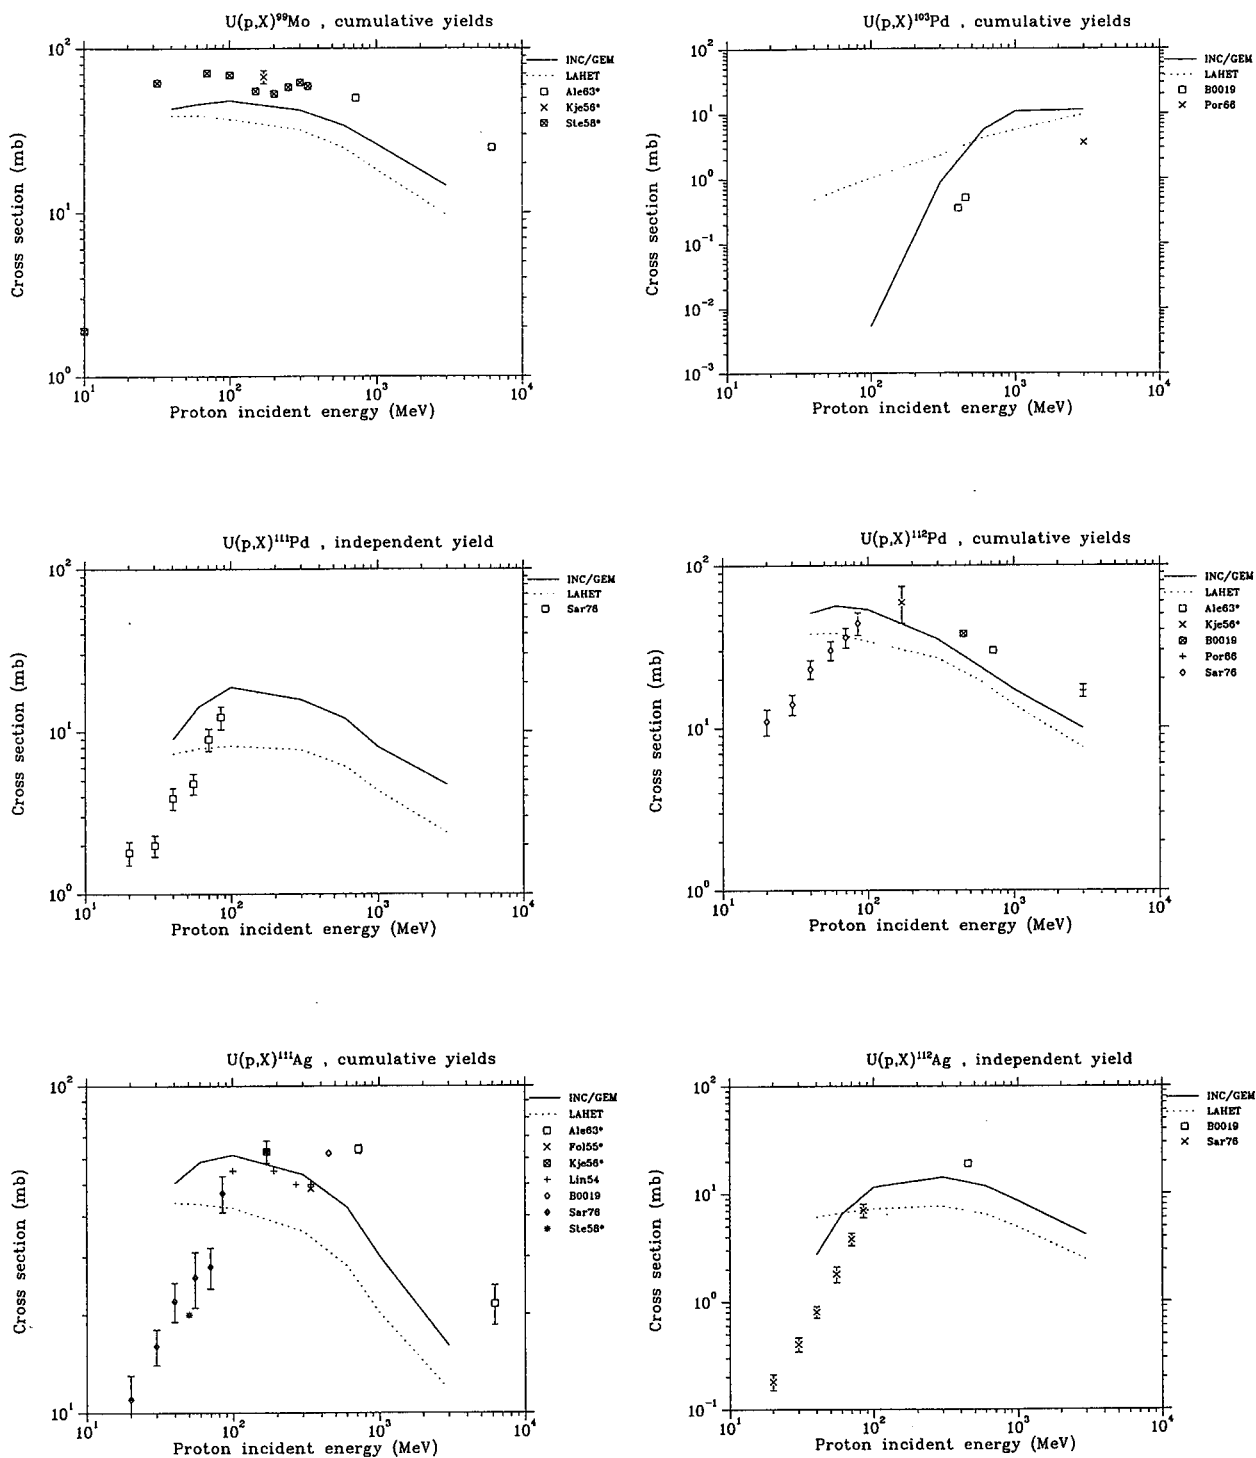 U(p,X)⁹⁹Mo , cumulative yields
10²
10¹
10⁰
Cross section (mb)
10¹ 10² 10³ 10⁴
Proton incident energy (MeV)
INC/GEM
LAHET
Ale63*
Kje56*
Ste58*
U(p,X)¹⁰³Pd , cumulative yields
10²
10¹
10⁰
10⁻¹
10⁻²
10⁻³
Cross section (mb)
10¹ 10² 10³ 10⁴
Proton incident energy (MeV)
INC/GEM
LAHET
B0019
Por66
U(p,X)¹¹¹Pd , independent yield
10²
10¹
10⁰
Cross section (mb)
10¹ 10² 10³ 10⁴
Proton incident energy (MeV)
INC/GEM
LAHET
Sar76
U(p,X)¹¹²Pd , cumulative yields
10²
10¹
10⁰
Cross section (mb)
10¹ 10² 10³ 10⁴
Proton incident energy (MeV)
INC/GEM
LAHET
Ale63*
Kje56*
B0019
Por66
Sar76
U(p,X)¹¹¹Ag , cumulative yields
10²
10¹
Cross section (mb)
10¹ 10² 10³ 10⁴
Proton incident energy (MeV)
INC/GEM
LAHET
Ale63*
Fol55*
Kje56*
Lin54
B0019
Sar76
Ste58*
U(p,X)¹¹²Ag , independent yield
10²
10¹
10⁰
10⁻¹
Cross section (mb)
10¹ 10² 10³ 10⁴
Proton incident energy (MeV)
INC/GEM
LAHET
B0019
Sar76